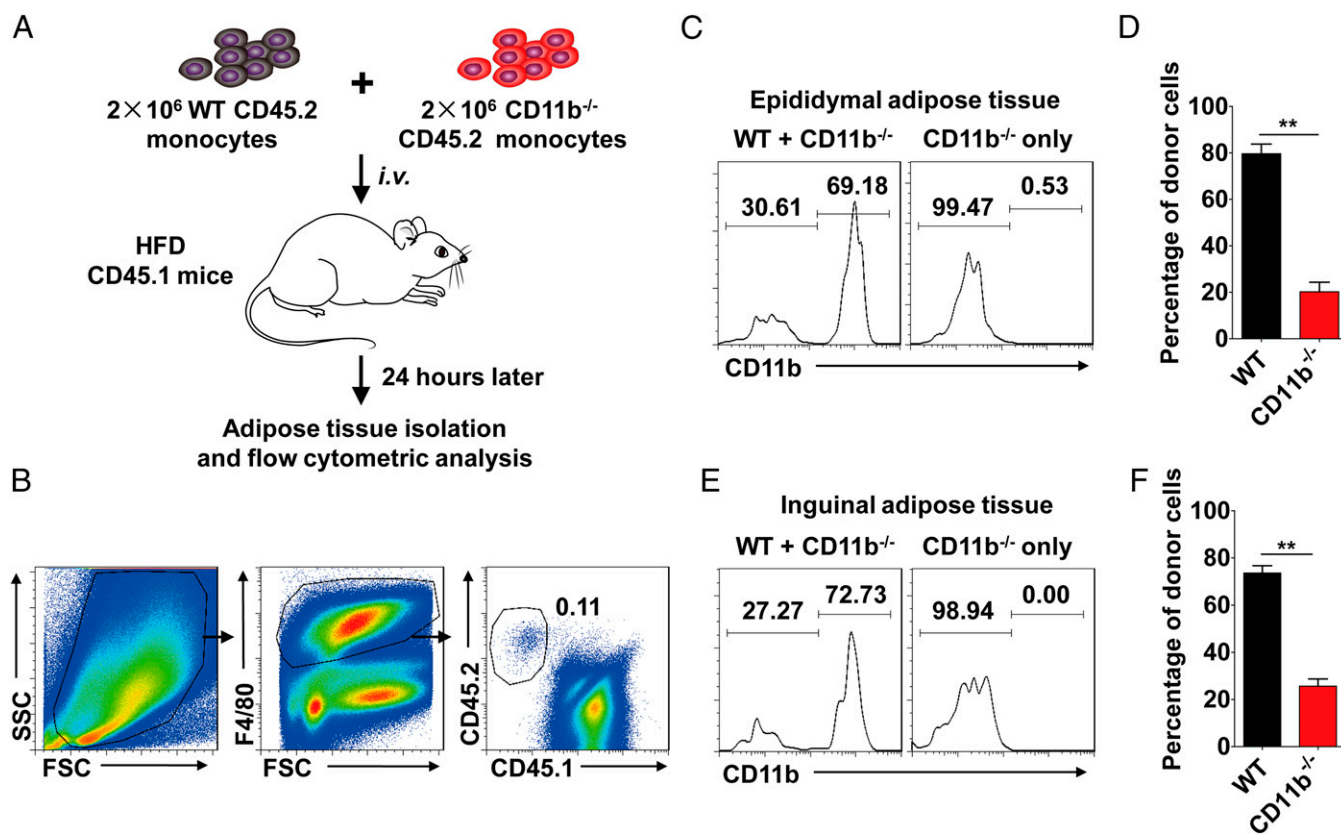 A
2×10⁶ WT CD45.2
monocytes
+
2×10⁶ CD11b⁻/⁻
CD45.2 monocytes
i.v.
HFD
CD45.1 mice
24 hours later
Adipose tissue isolation
and flow cytometric analysis
B
SSC
FSC
F4/80
FSC
CD45.2
0.11
CD45.1
C
Epididymal adipose tissue
WT + CD11b⁻/⁻
CD11b⁻/⁻ only
30.61
69.18
99.47
0.53
CD11b
D
Percentage of donor cells
100
80
60
40
20
0
**
WT
CD11b⁻/⁻
E
Inguinal adipose tissue
WT + CD11b⁻/⁻
CD11b⁻/⁻ only
27.27
72.73
98.94
0.00
CD11b
F
Percentage of donor cells
100
80
60
40
20
0
**
WT
CD11b⁻/⁻